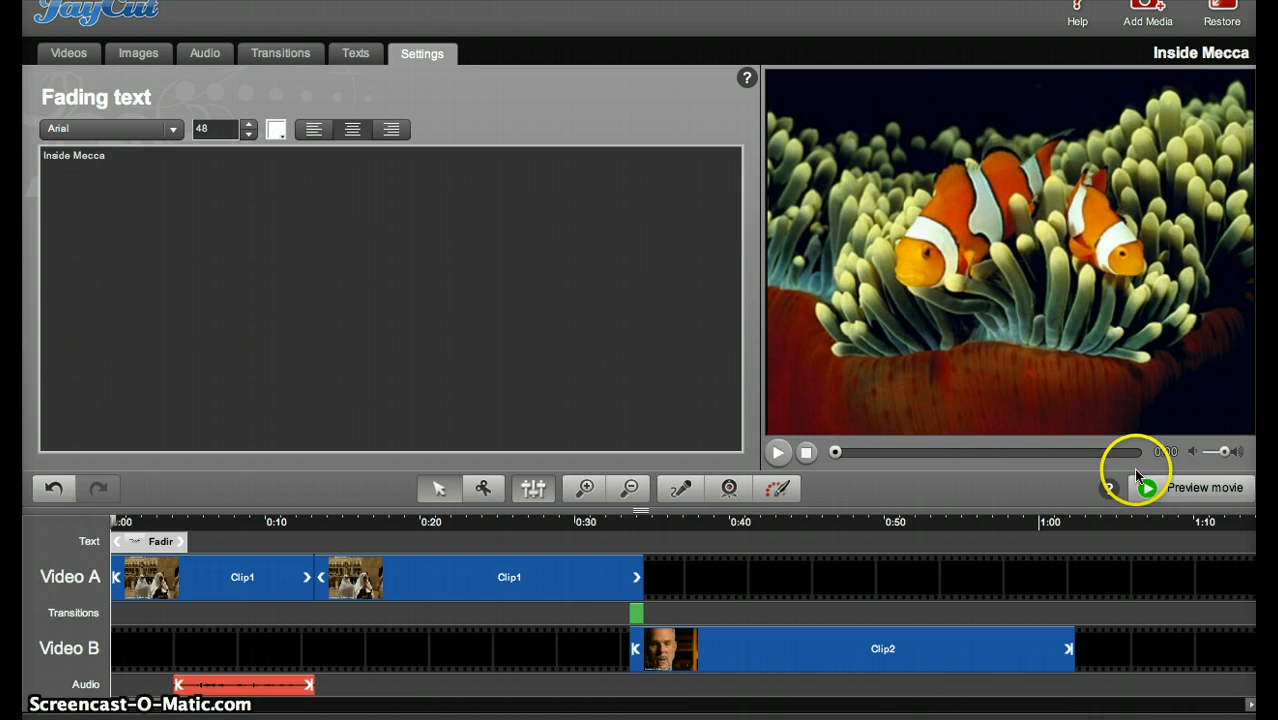 JayCut
Help
Add Media
Restore
Videos
Images
Audio
Transitions
Texts
Settings
Inside Mecca
Fading text
?
Arial
48
Inside Mecca
0:00
Preview movie
0:10
0:20
0:30
0:40
0:50
1:00
1:10
Text
Fadir
Video A
Clip1
Clip1
Transitions
Video B
Clip2
Audio
Screencast-O-Matic.com